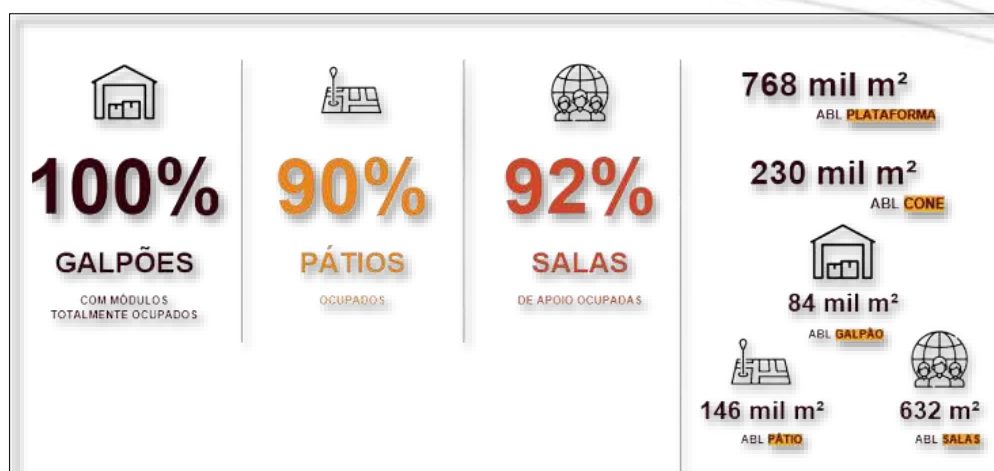 100%
GALPÕES
COM MÓDULOS
TOTALMENTE OCUPADOS
90%
PÁTIOS
OCUPADOS
92%
SALAS
DE APOIO OCUPADAS
768 mil m²
ABL PLATAFORMA
230 mil m²
ABL CONE
84 mil m²
ABL GALPÃO
146 mil m²
ABL PÁTIO
632 m²
ABL SALAS